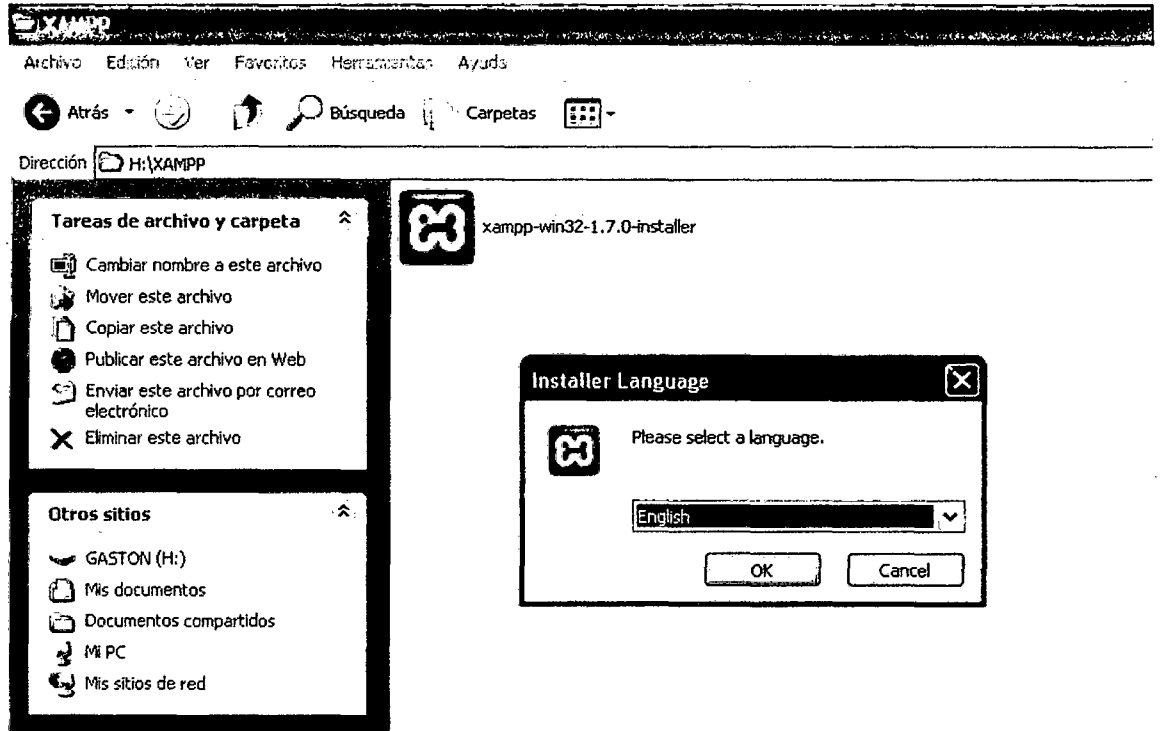 XAMPP
Archivo Edición Ver Favoritos Herramientas Ayuda
Atrás Búsqueda Carpetas
Dirección H:\XAMPP
Tareas de archivo y carpeta
Cambiar nombre a este archivo
Mover este archivo
Copiar este archivo
Publicar este archivo en Web
Enviar este archivo por correo
electrónico
Eliminar este archivo
Otros sitios
GASTON (H:)
Mis documentos
Documentos compartidos
Mi PC
Mis sitios de red
xampp-win32-1.7.0-installer
Installer Language
Please select a language.
English
OK Cancel